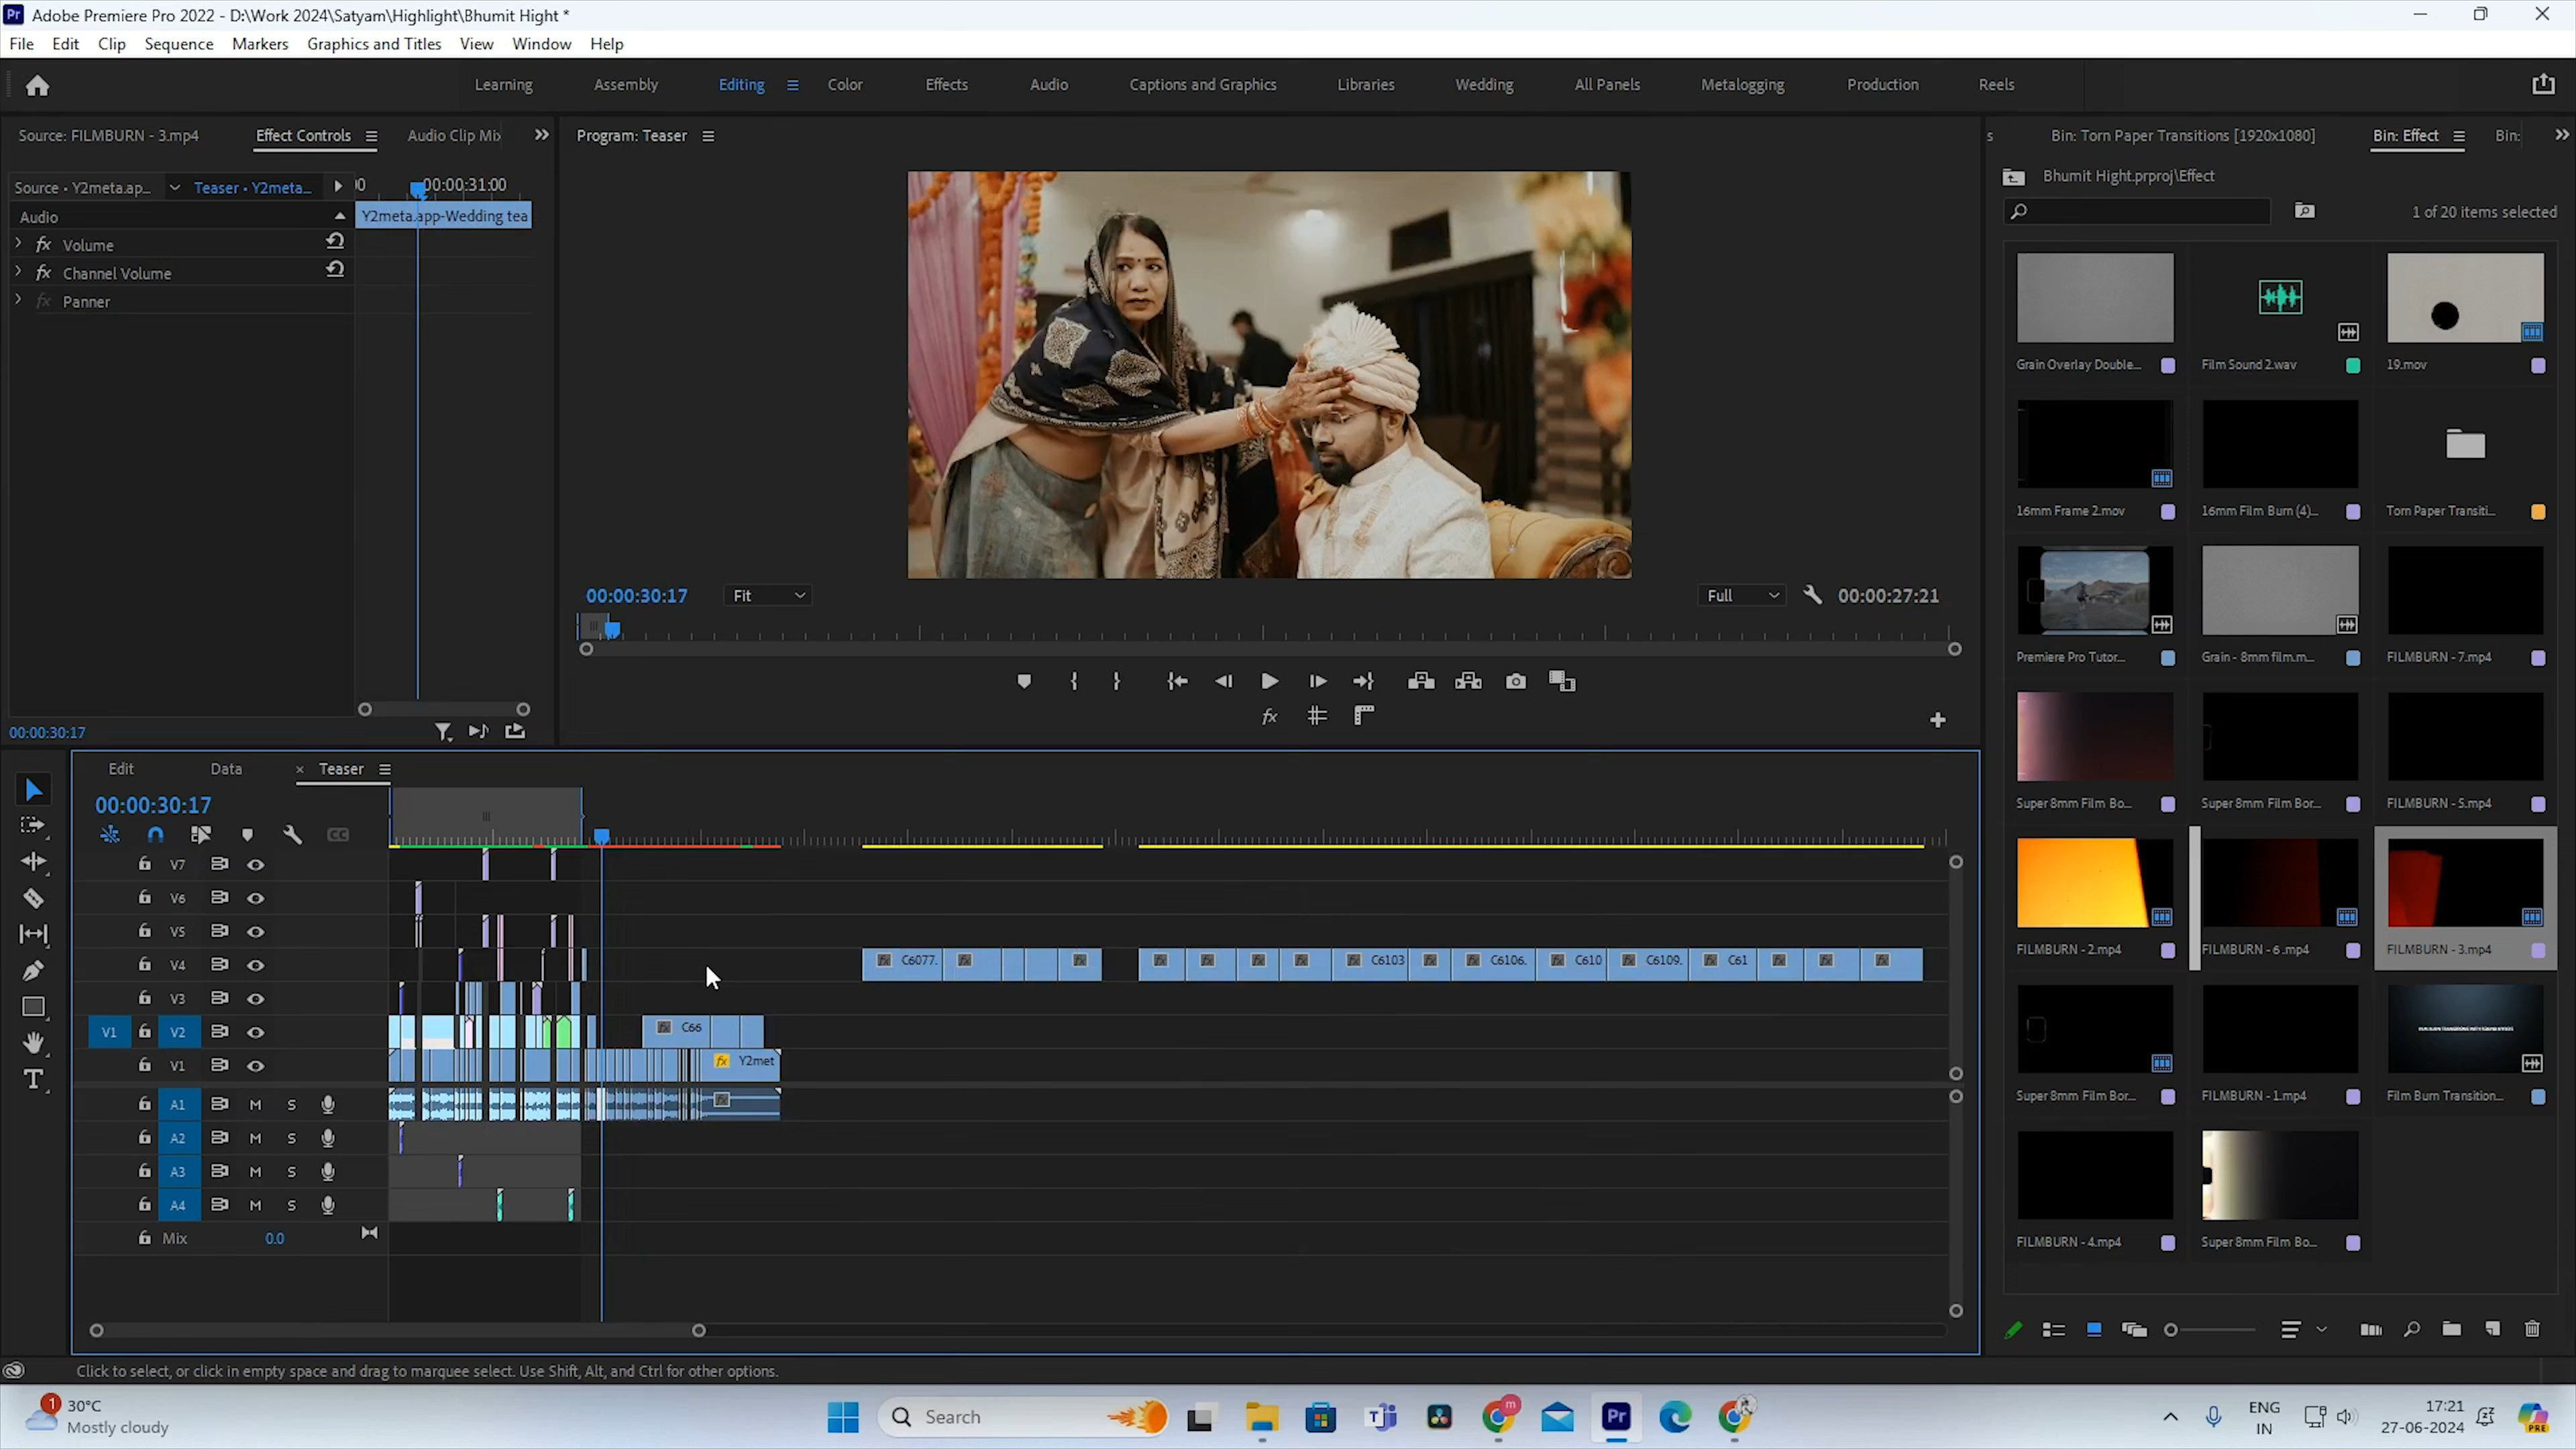 Adobe Premiere Pro 2022 - D:\Work 2024\Satyam\Highlight\Bhumit Hight *
File Edit Clip Sequence Markers Graphics and Titles View Window Help
Learning Assembly Editing Color Effects Audio Captions and Graphics Libraries Wedding All Panels Metalogging Production Reels
Source: FILMBURN - 3.mp4 Effect Controls Audio Clip Mix
Program: Teaser
Bin: Torn Paper Transitions [1920x1080] Bin: Effect Bin:
Source • Y2meta.ap... Teaser • Y2meta... 00:00:31:00
Audio Y2meta.app-Wedding tea
fx Volume
fx Channel Volume
fx Panner
Bhumit Hight.prproj\Effect
1 of 20 items selected
Grain Overlay Double... Film Sound 2.wav 19.mov
16mm Frame 2.mov 16mm Film Burn (4)... Torn Paper Transiti...
Premiere Pro Tutor... Grain - 8mm film.m... FILMBURN - 7.mp4
Super 8mm Film Bo... Super 8mm Film Bor... FILMBURN - 5.mp4
FILMBURN - 2.mp4 FILMBURN - 6 .mp4 FILMBURN - 3.mp4
Super 8mm Film Bor... FILMBURN - 1.mp4 Film Burn Transition...
FILMBURN - 4.mp4 Super 8mm Film Bo...
00:00:30:17 Fit Full 00:00:27:21
00:00:30:17
Edit Data × Teaser
00:00:30:17
V7
V6
V5
V4 C6077. C6103 C6106. C610 C6109. C61
V3
V1 V2 C66
V1 Y2met
A1 M S
A2 M S
A3 M S
A4 M S
Mix 0.0
Click to select, or click in empty space and drag to marquee select. Use Shift, Alt, and Ctrl for other options.
1 30°C
Mostly cloudy
Search
Pr
ENG
IN
17:21
27-06-2024
PRE